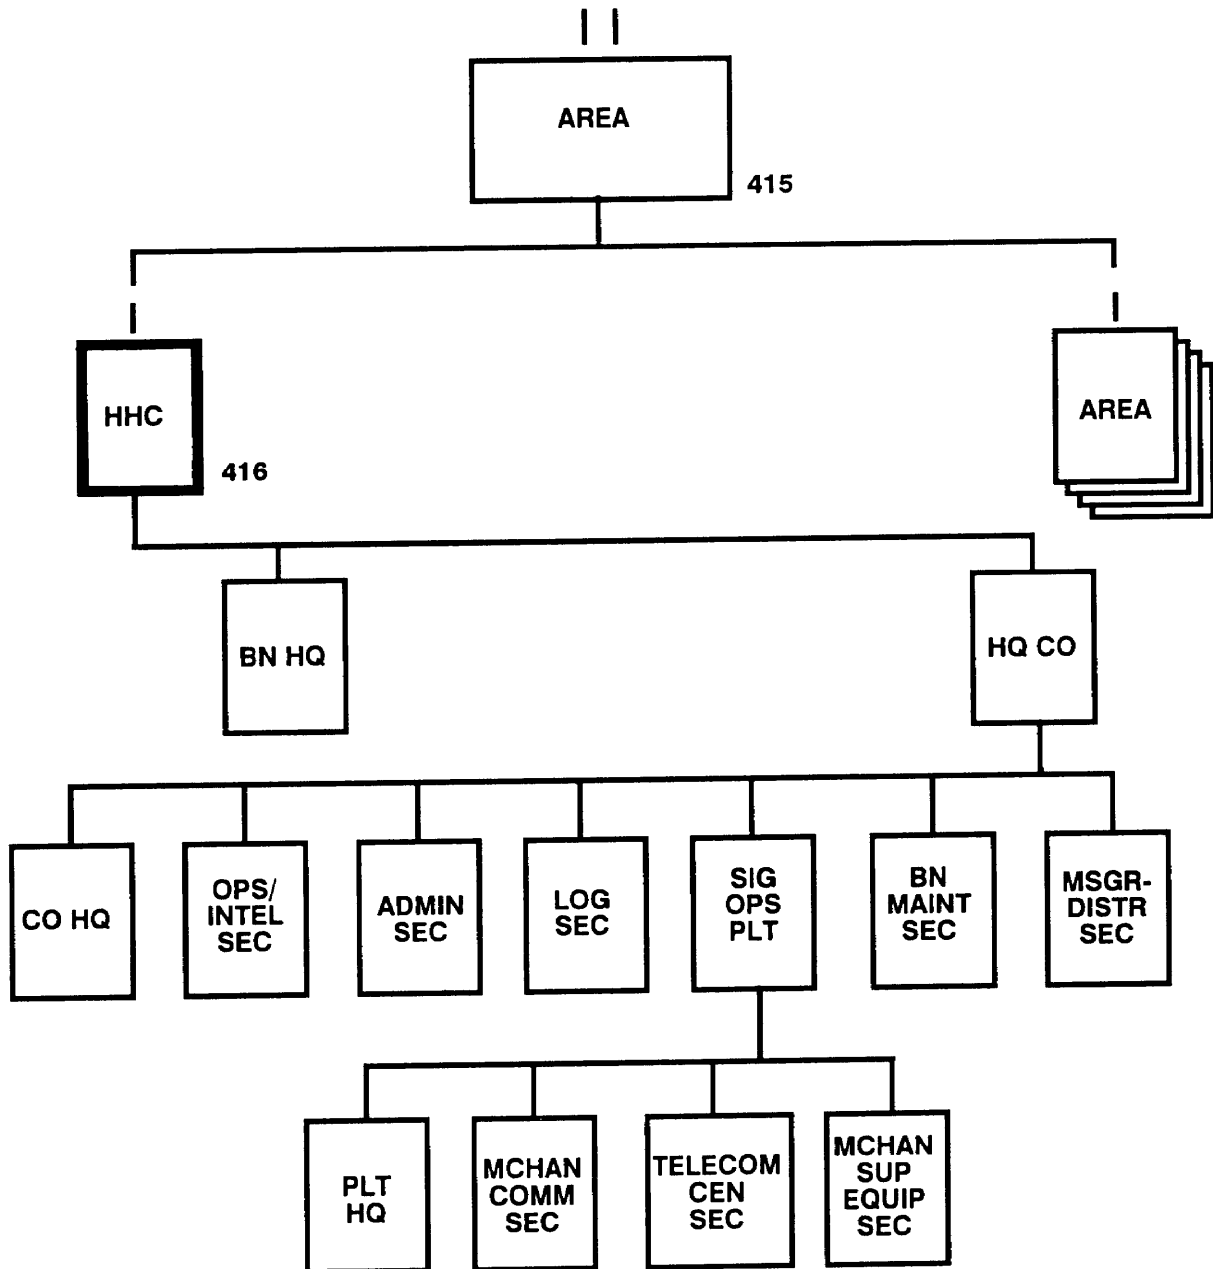 AREA
415
HHC
416
AREA
BN HQ
HQ CO
CO HQ
OPS/
INTEL
SEC
ADMIN
SEC
LOG
SEC
SIG
OPS
PLT
BN
MAINT
SEC
MSGR-
DISTR
SEC
PLT
HQ
MCHAN
COMM
SEC
TELECOM
CEN
SEC
MCHAN
SUP
EQUIP
SEC